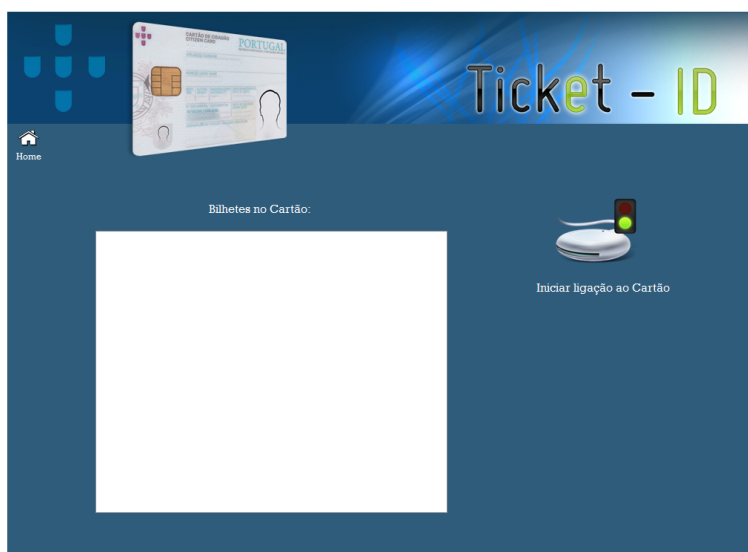 CARTÃO DE CIDADÃO
CITIZEN CARD
PORTUGAL
Ticket - ID
Home
Bilhetes no Cartão:
Iniciar ligação ao Cartão